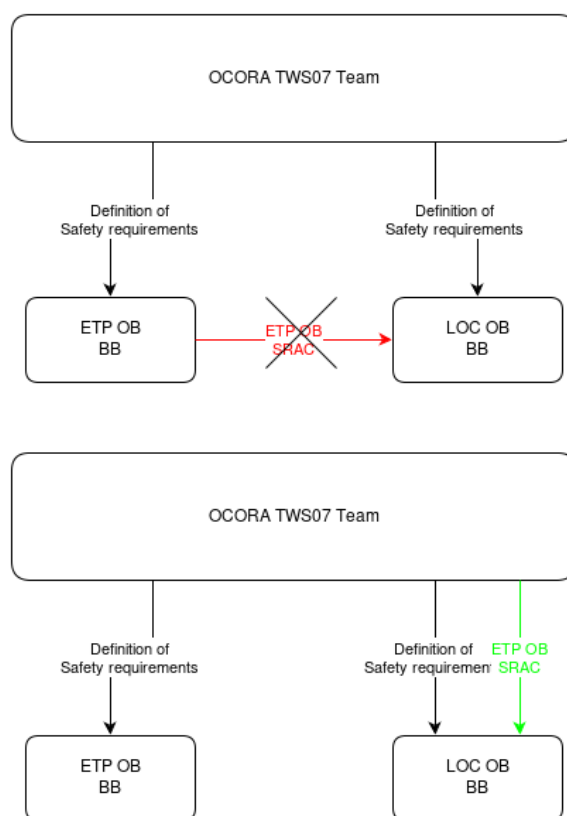 OCORA TWS07 Team
Definition of
Safety requirements
Definition of
Safety requirements
ETP OB
BB
ETP OB
SRAC
LOC OB
BB
OCORA TWS07 Team
Definition of
Safety requirements
Definition of
Safety requiremen
ETP OB
SRAC
ETP OB
BB
LOC OB
BB